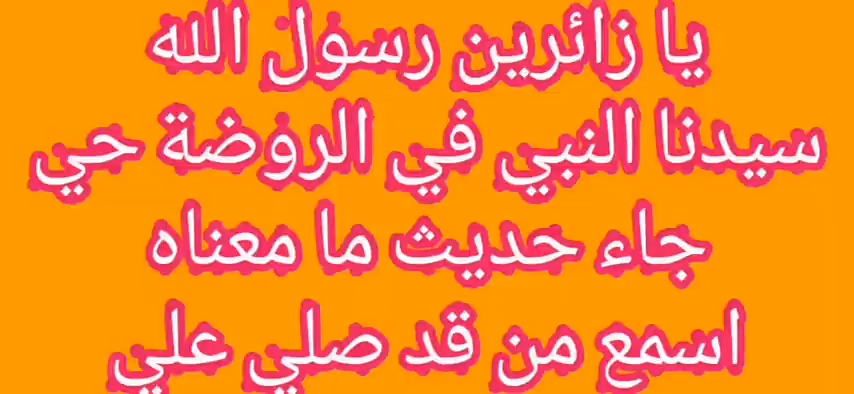 يا زائرين رسول الله
سيدنا النبي في الروضة حي
جاء حديث ما معناه
اسمع من قد صلي علي